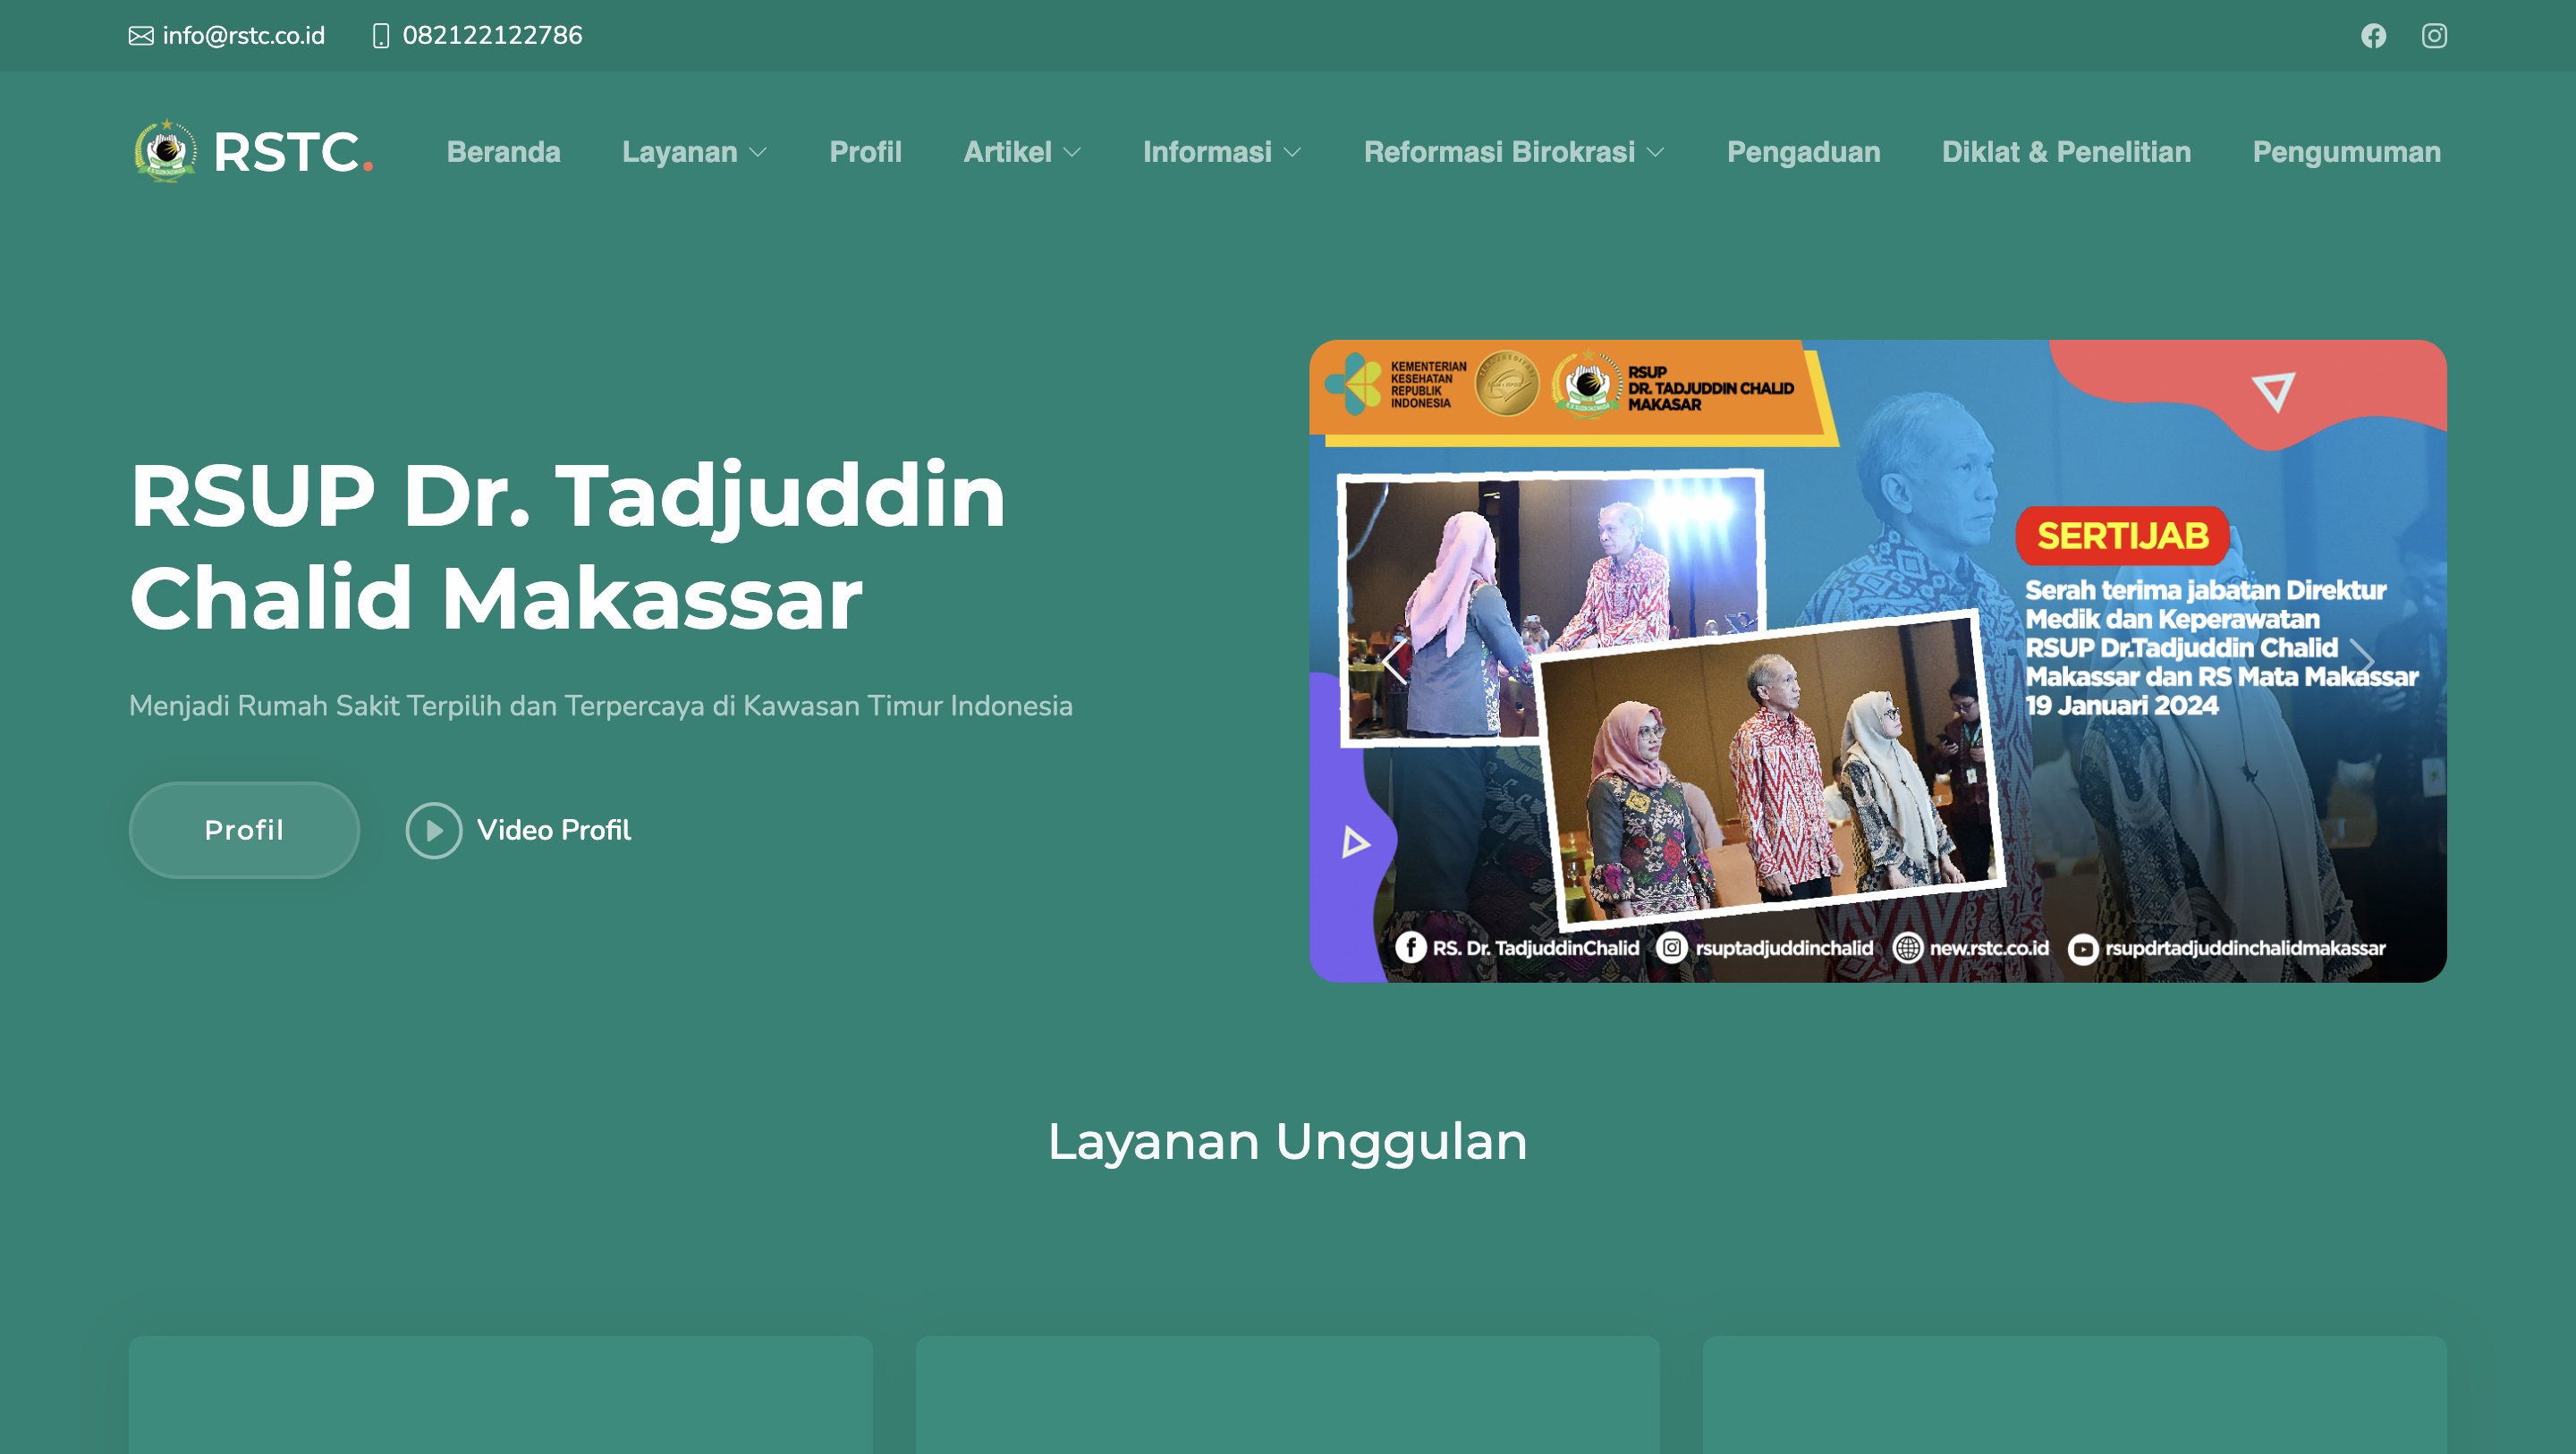 info@rstc.co.id
082122122786
RSTC.
Beranda
Layanan
Profil
Artikel
Informasi
Reformasi Birokrasi
Pengaduan
Diklat & Penelitian
Pengumuman
RSUP Dr. Tadjuddin
Chalid Makassar
Menjadi Rumah Sakit Terpilih dan Terpercaya di Kawasan Timur Indonesia
Profil
Video Profil
KEMENTERIAN
KESEHATAN
REPUBLIK
INDONESIA
RSUP
DR. TADJUDDIN CHALID
MAKASAR
SERTIJAB
Serah terima jabatan Direktur
Medik dan Keperawatan
RSUP Dr.Tadjuddin Chalid
Makassar dan RS Mata Makassar
19 Januari 2024
RS. Dr. TadjuddinChalid
rsuptadjuddinchalid
new.rstc.co.id
rsupdrtadjuddinchalidmakassar
Layanan Unggulan